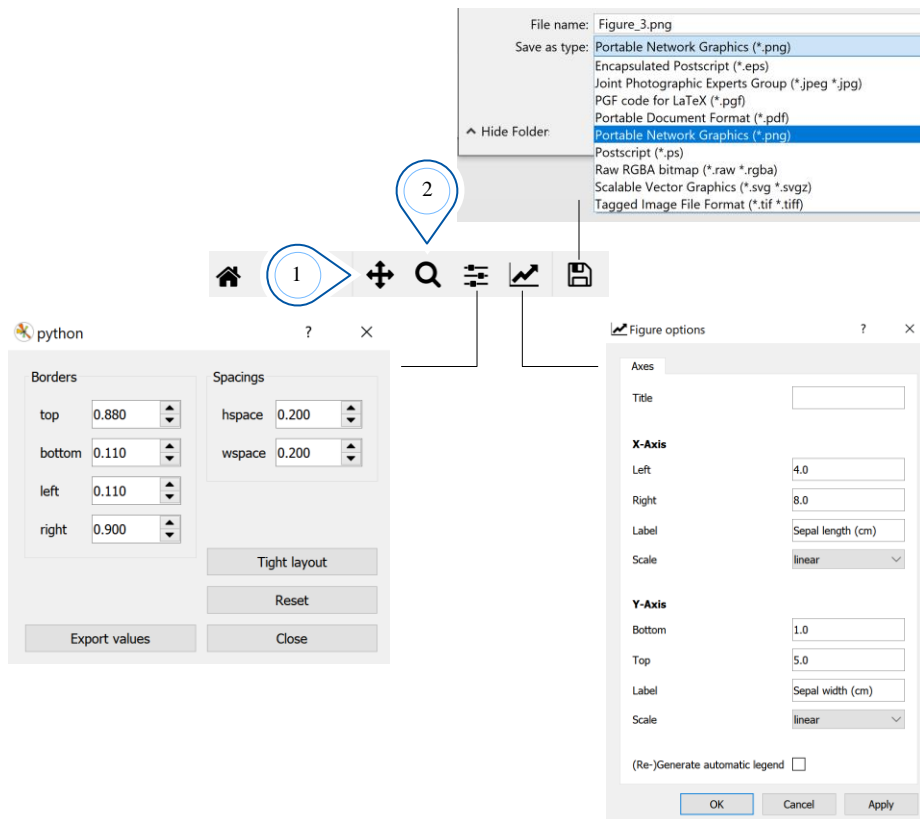 File name: Figure_3.png
Save as type: Portable Network Graphics (*.png)
Encapsulated Postscript (*.eps)
Joint Photographic Experts Group (*.jpeg *.jpg)
PGF code for LaTeX (*.pgf)
Portable Document Format (*.pdf)
Hide Folder
Portable Network Graphics (*.png)
Postscript (*.ps)
Raw RGBA bitmap (*.raw *.rgba)
Scalable Vector Graphics (*.svg *.svgz)
Tagged Image File Format (*.tif *.tiff)
2
1
python ?
Borders
top 0.880
bottom 0.110
left 0.110
right 0.900
Spacings
hspace 0.200
wspace 0.200
Tight layout
Reset
Export values
Close
Figure options ?
Axes
Title
X-Axis
Left 4.0
Right 8.0
Label Sepal length (cm)
Scale linear
Y-Axis
Bottom 1.0
Top 5.0
Label Sepal width (cm)
Scale linear
(Re-)Generate automatic legend
OK Cancel Apply